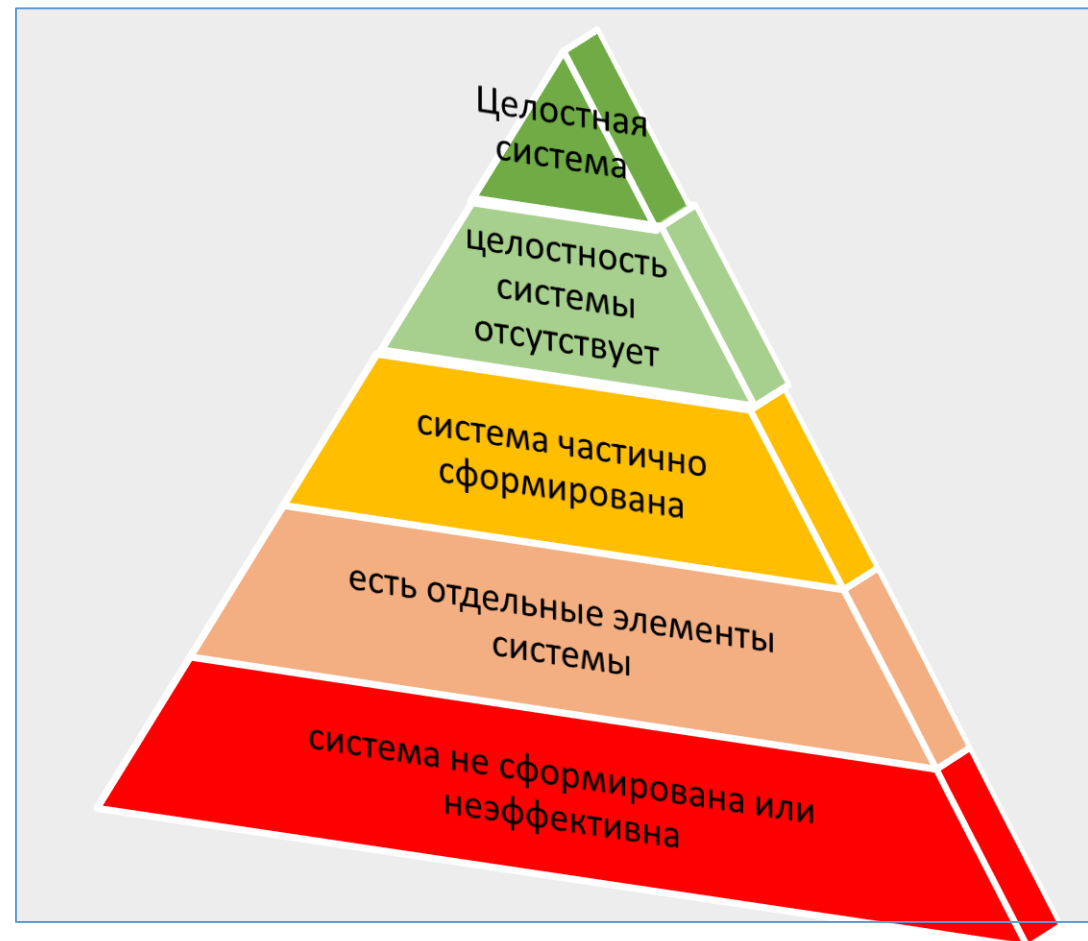 Целостная
система
целостность
системы
отсутствует
система частично
сформирована
есть отдельные элементы
системы
система не сформирована или
неэффективна